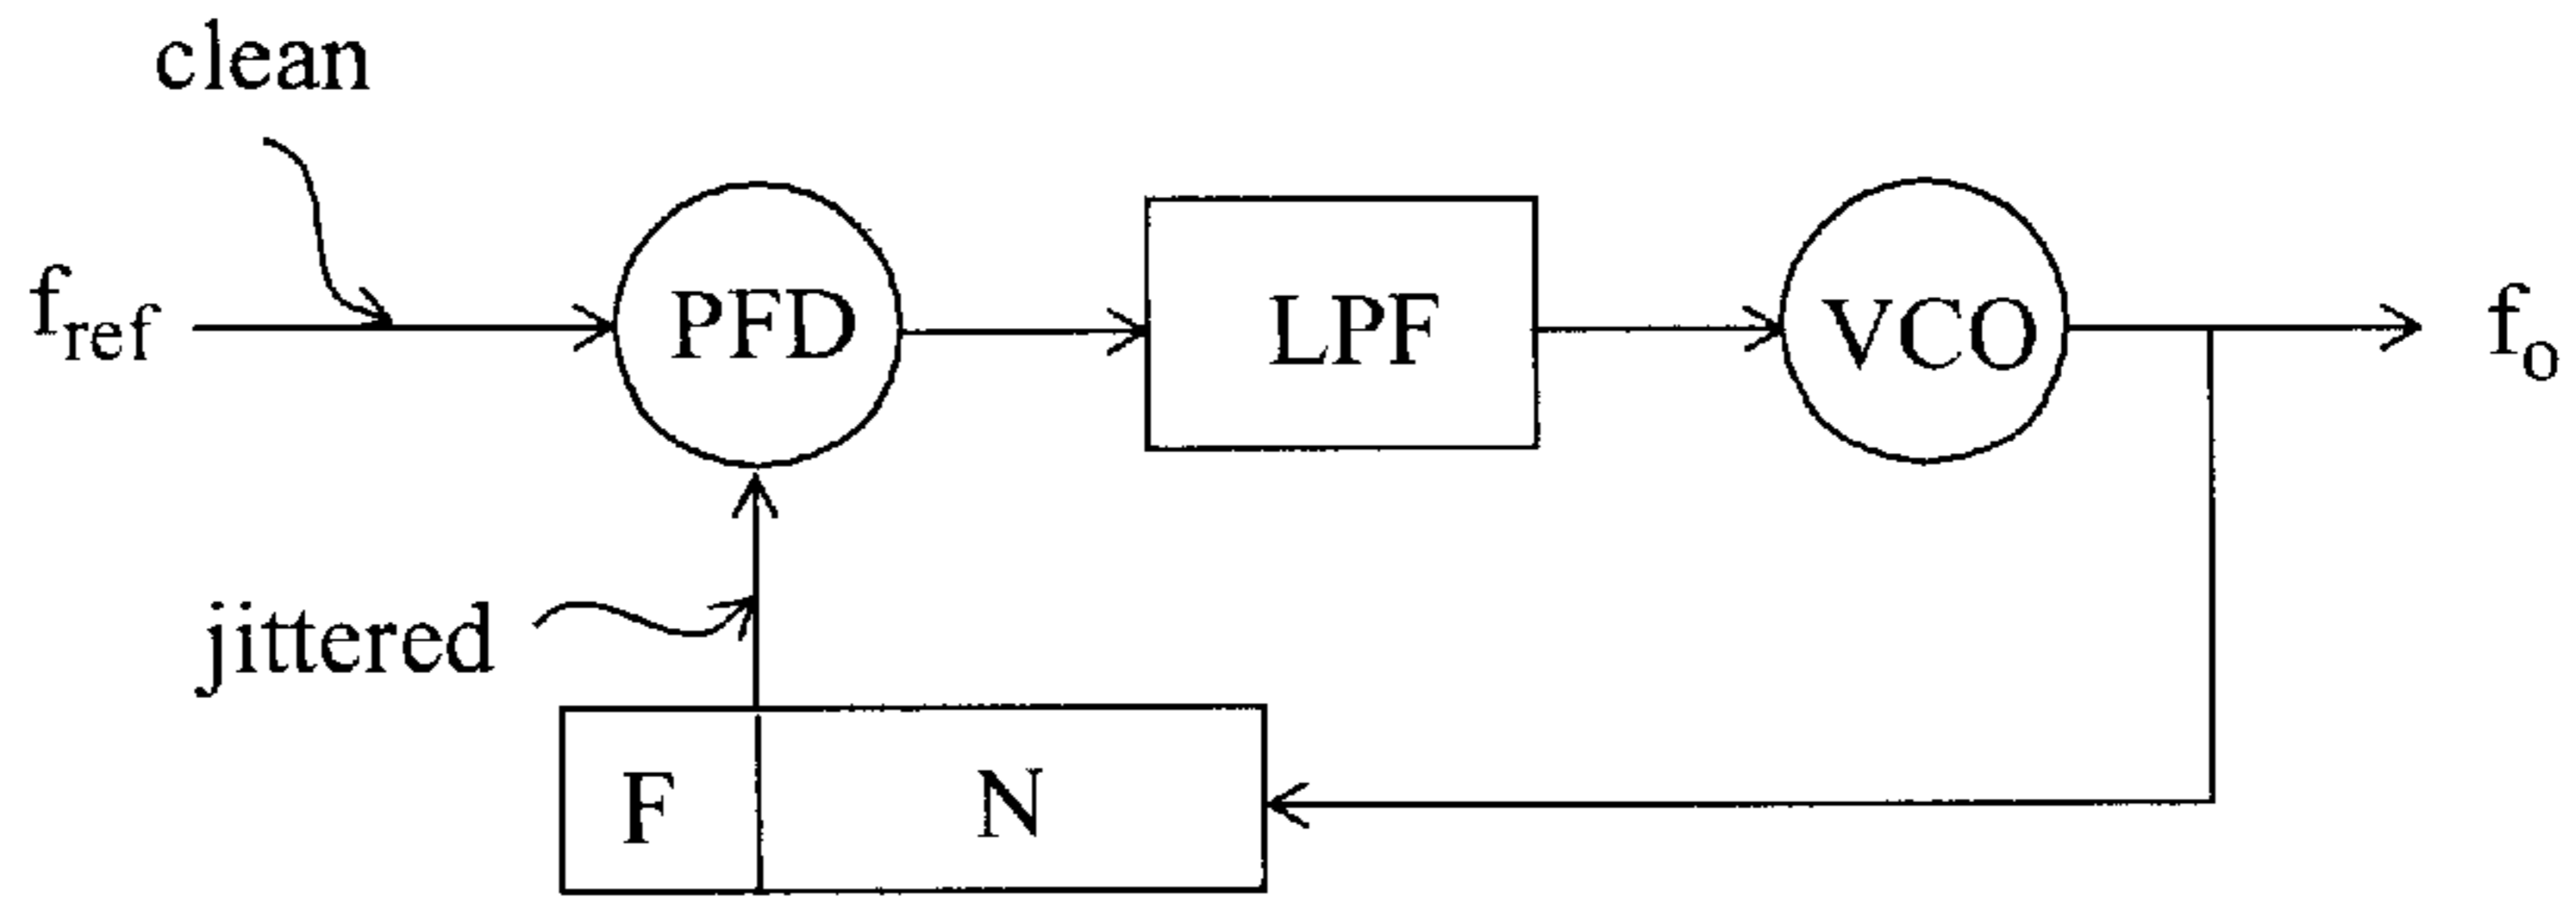 clean
f_ref
PFD
LPF
VCO
f_o
jittered
F
N